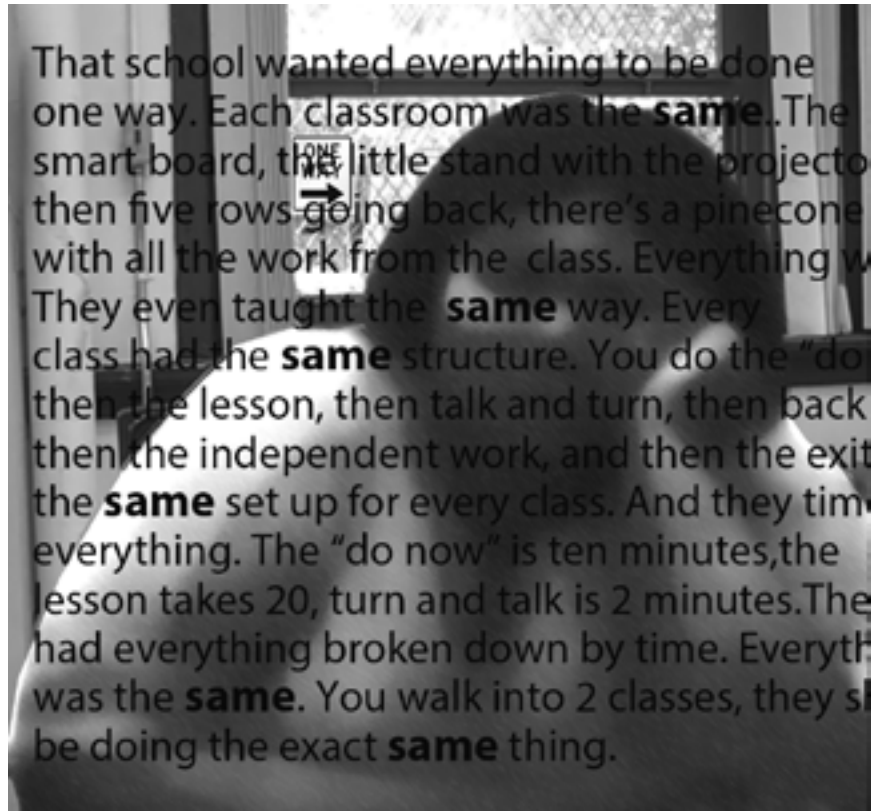 That school wanted everything to be done
one way. Each classroom was the same..The
smart board, the little stand with the
then five rows going back, there's a pinecone
with all the work from the class. Everything
They even taught the same way. Every
class had the same structure. You do the
then the lesson, then talk and turn, then back
then the independent work, and then the exit
the same set up for every class. And they
everything. The “do now” is ten minutes,the
lesson takes 20, turn and talk is 2 minutes.
had everything broken down by time.
was the same. You walk into 2 classes, they
be doing the exact same thing.
ONE
WAY